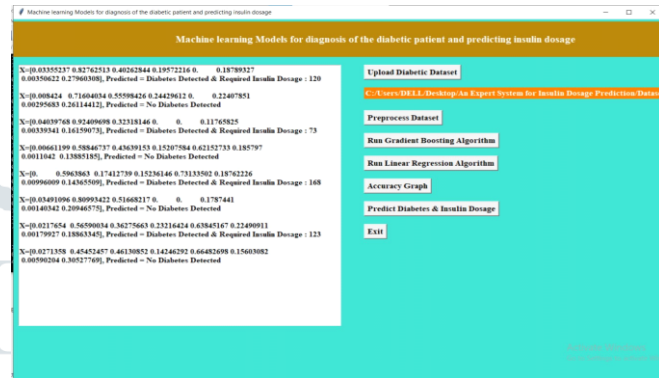 Machine learning Models for diagnosis of the diabetic patient and predicting insulin dosage
Machine learning Models for diagnosis of the diabetic patient and predicting insulin dosage
X=[0.03355237 0.82762513 0.40262844 0.19572216 0. 0.18789327
0.00350622 0.27960308], Predicted = Diabetes Detected & Required Insulin Dosage : 120
X=[0.008424 0.71604034 0.55598426 0.24429612 0. 0.22407851
0.00295683 0.26114412], Predicted = No Diabetes Detected
X=[0.04039768 0.92409698 0.32318146 0. 0. 0.11765825
0.00339341 0.16159073], Predicted = Diabetes Detected & Required Insulin Dosage : 73
X=[0.00661199 0.58846737 0.43639153 0.15207584 0.62152733 0.185797
0.0011042 0.13885185], Predicted = No Diabetes Detected
X=[0. 0.5963863 0.17412739 0.15236146 0.73133502 0.18762226
0.00996009 0.14365509], Predicted = Diabetes Detected & Required Insulin Dosage : 168
X=[0.03491096 0.80993422 0.51668217 0. 0. 0.1787441
0.00140342 0.20946575], Predicted = No Diabetes Detected
X=[0.0217654 0.56590034 0.36275663 0.23216424 0.63845167 0.22490911
0.00179927 0.18863345], Predicted = Diabetes Detected & Required Insulin Dosage : 123
X=[0.0271358 0.45452457 0.46130852 0.14246292 0.66482698 0.15603082
0.00590204 0.30527769], Predicted = No Diabetes Detected
Upload Diabetic Dataset
C:/Users/DELL/Desktop/An Expert System for Insulin Dosage Prediction/Datas
Preprocess Dataset
Run Gradient Boosting Algorithm
Run Linear Regression Algorithm
Accuracy Graph
Predict Diabetes & Insulin Dosage
Exit